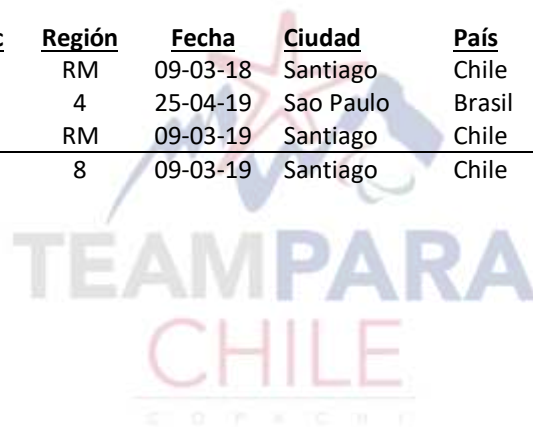 c Región Fecha Ciudad País
RM 09-03-18 Santiago Chile
4 25-04-19 Sao Paulo Brasil
RM 09-03-19 Santiago Chile
8 09-03-19 Santiago Chile
TEAMPARA
CHILE
COPACHI